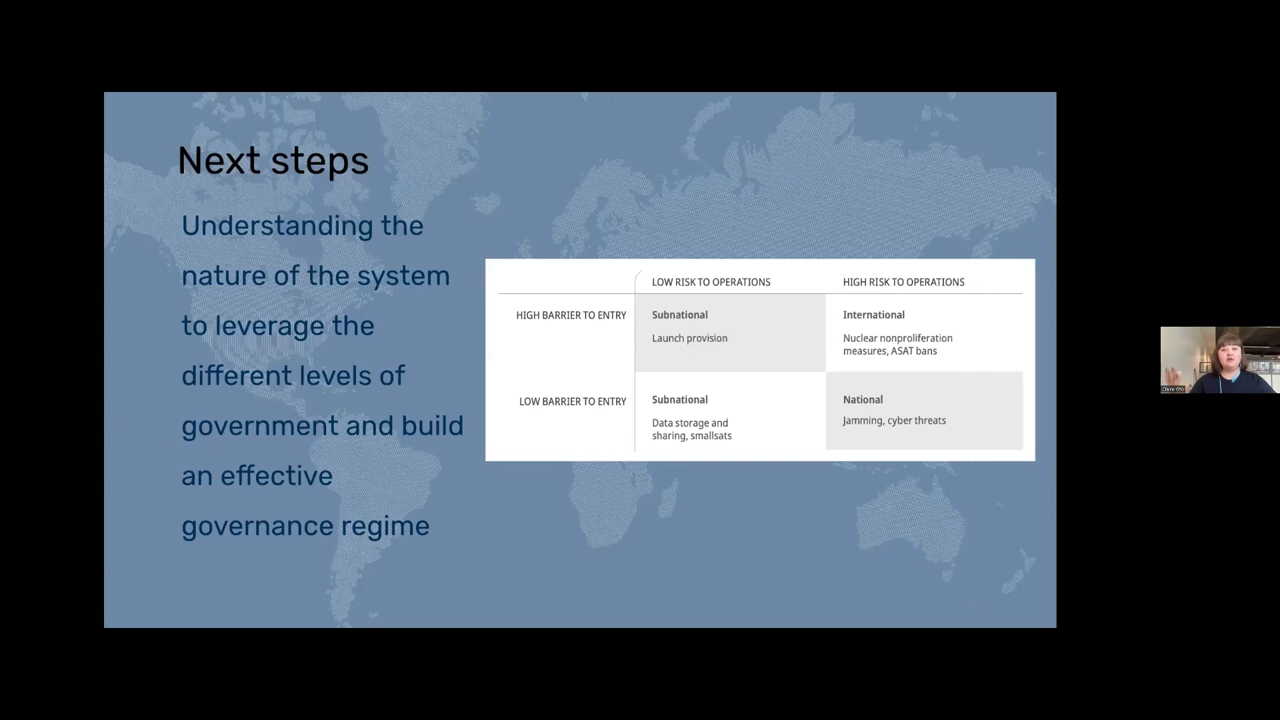 Next steps
Understanding the
nature of the system
to leverage the
different levels of
government and build
an effective
governance regime
LOW RISK TO OPERATIONS
HIGH RISK TO OPERATIONS
HIGH BARRIER TO ENTRY
Subnational
Launch provision
International
Nuclear nonproliferation
measures, ASAT bans
LOW BARRIER TO ENTRY
Subnational
Data storage and
sharing, smallsats
National
Jamming, cyber threats